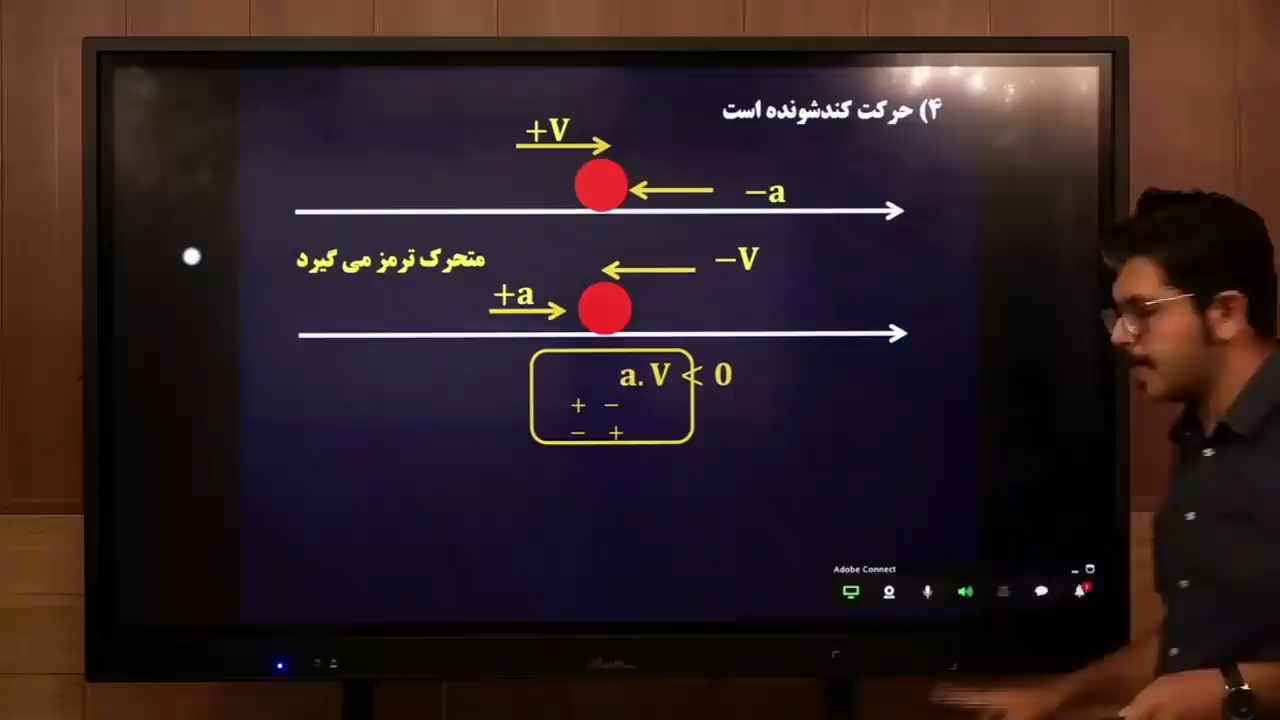 ۴) حرکت کندشونده است
+V
−a
متحرک ترمز می گیرد
−V
+a
a.V < 0
+ −
− +
Adobe Connect